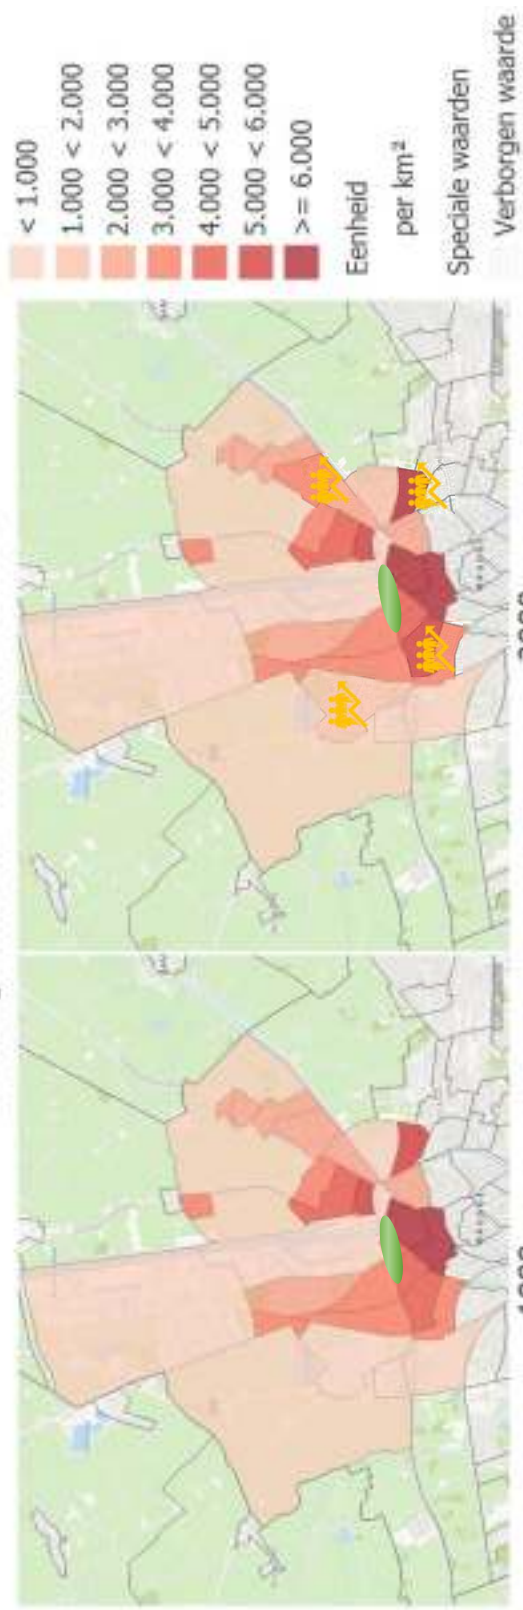 < 1.000
1.000 < 2.000
2.000 < 3.000
3.000 < 4.000
4.000 < 5.000
5.000 < 6.000
>= 6.000
Eenheid
per km²
Speciale waarden
Verborgen waarde